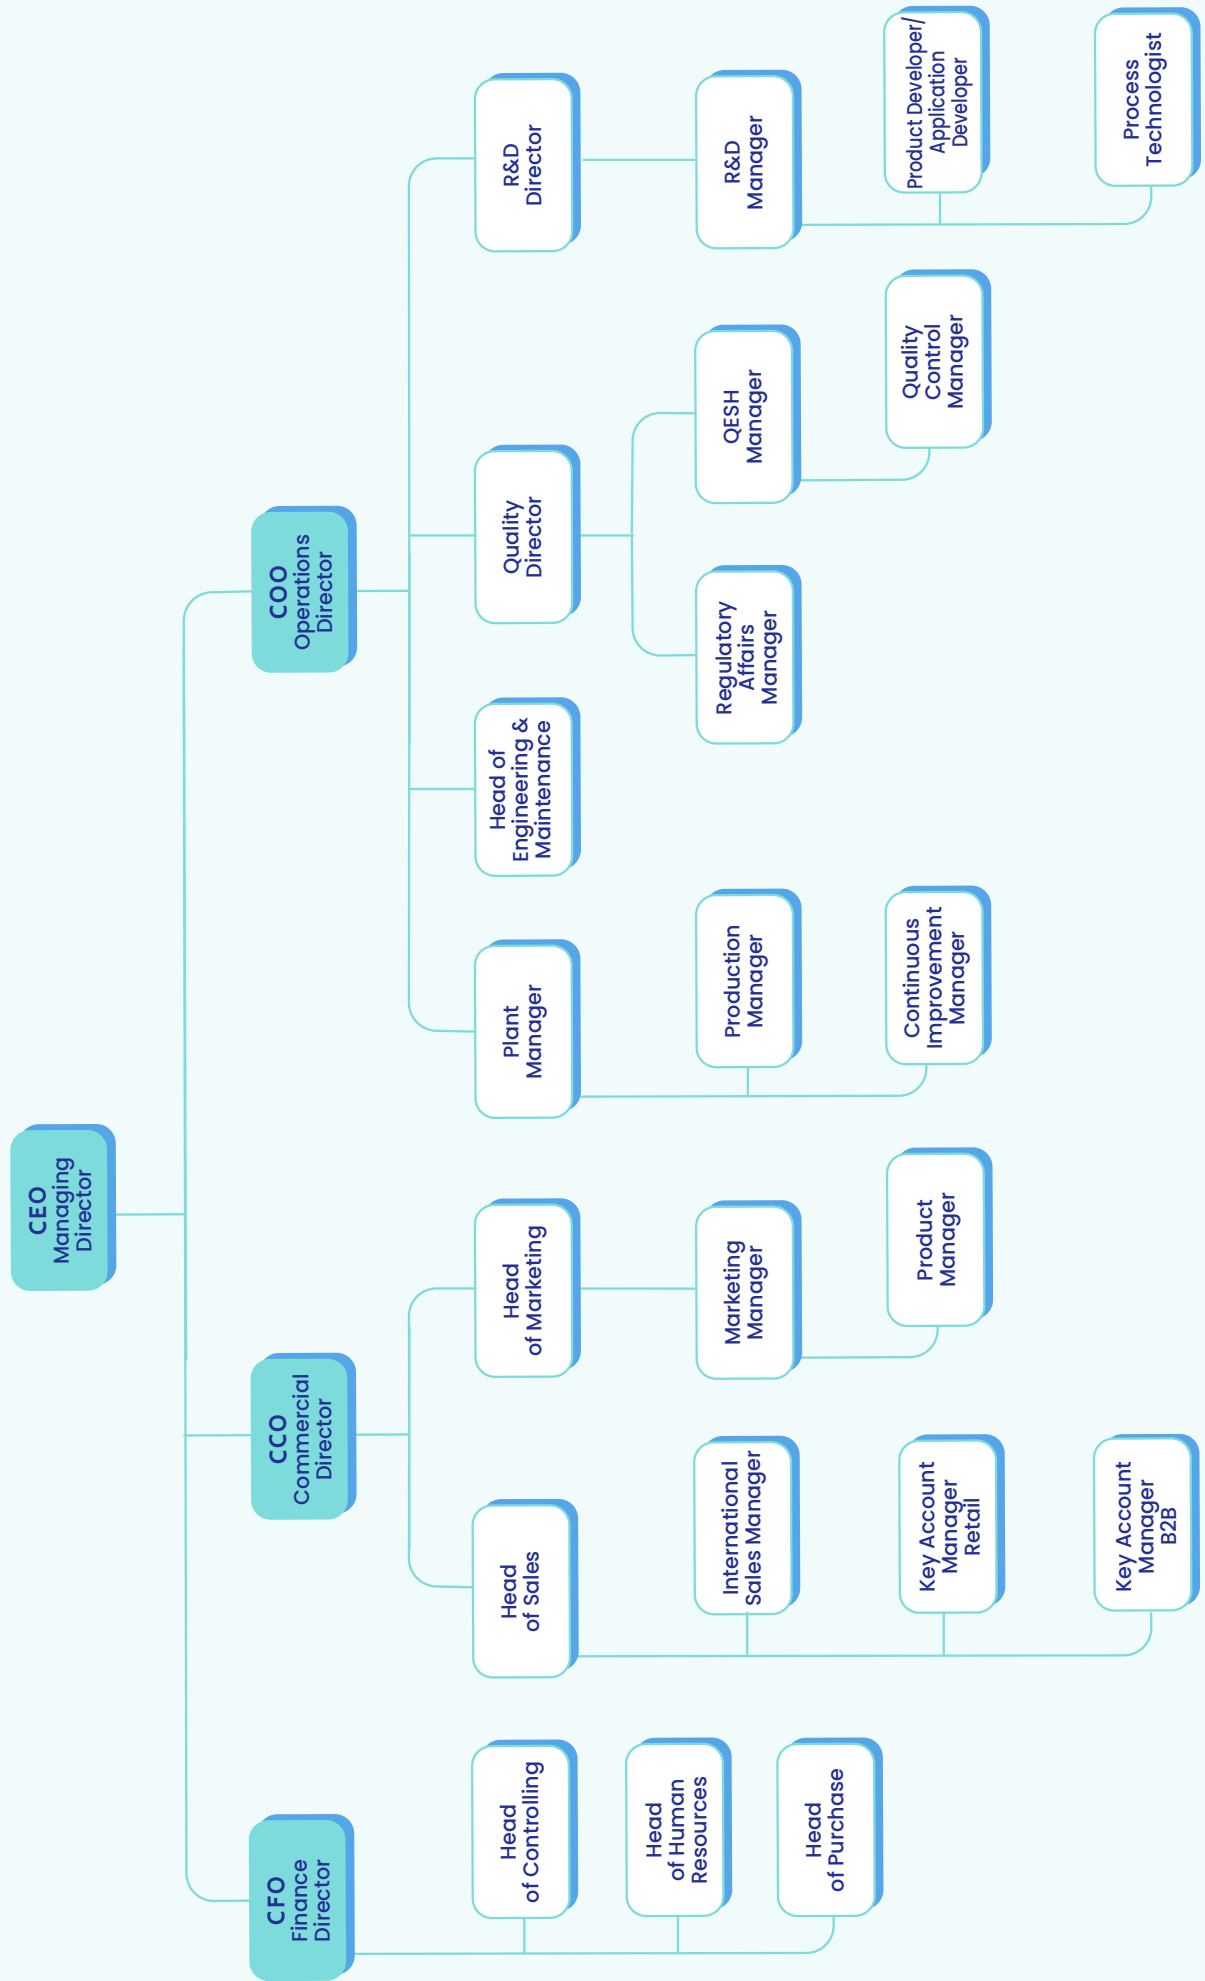 CEO
Managing
Director
CFO
Finance
Director
CCO
Commercial
Director
COO
Operations
Director
Head
of Controlling
Head
of Human
Resources
Head
of Purchase
Head
of Sales
International
Sales Manager
Key Account
Manager
Retail
Key Account
Manager
B2B
Head
of Marketing
Marketing
Manager
Product
Manager
Plant
Manager
Production
Manager
Continuous
Improvement
Manager
Head of
Engineering &
Maintenance
Quality
Director
Regulatory
Affairs
Manager
QESH
Manager
Quality
Control
Manager
R&D
Director
R&D
Manager
Product Developer/
Application
Developer
Process
Technologist